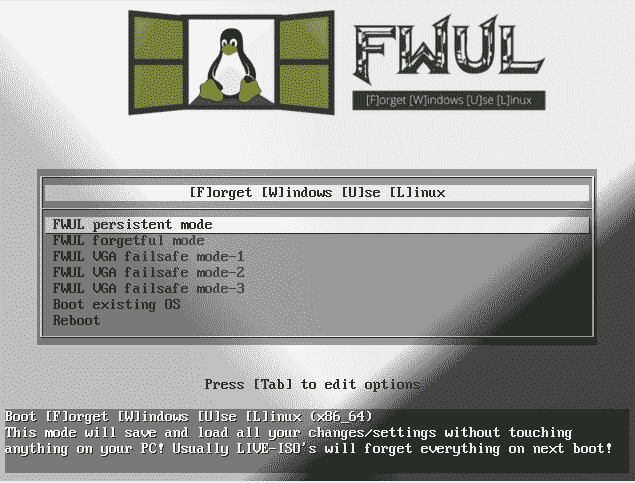 FWUL
[F]orget [W]indows [U]se [L]inux
[F]orget [W]indows [U]se [L]inux
FWUL persistent mode
FWUL forgetful mode
FWUL VGA failsafe mode-1
FWUL VGA failsafe mode-2
FWUL VGA failsafe mode-3
Boot existing OS
Reboot
Press [Tab] to edit options
Boot [F]orget [W]indows [U]se [L]inux (x86_64)
This mode will save and load all your changes/settings without touching
anything on your PC! Usually LIVE-ISO's will forget everything on next boot!